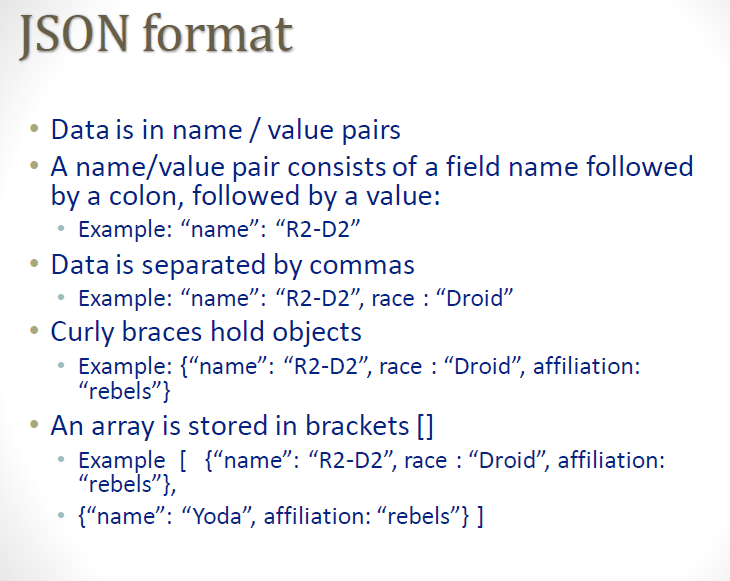 JSON format
• Data is in name / value pairs
• A name/value pair consists of a field name followed
by a colon, followed by a value:
• Example: “name”: “R2-D2”
• Data is separated by commas
• Example: “name”: “R2-D2”, race : “Droid”
• Curly braces hold objects
• Example: {“name”: “R2-D2”, race : “Droid”, affiliation:
“rebels”}
• An array is stored in brackets []
• Example [ {“name”: “R2-D2”, race : “Droid”, affiliation:
“rebels”},
• {“name”: “Yoda”, affiliation: “rebels”} ]